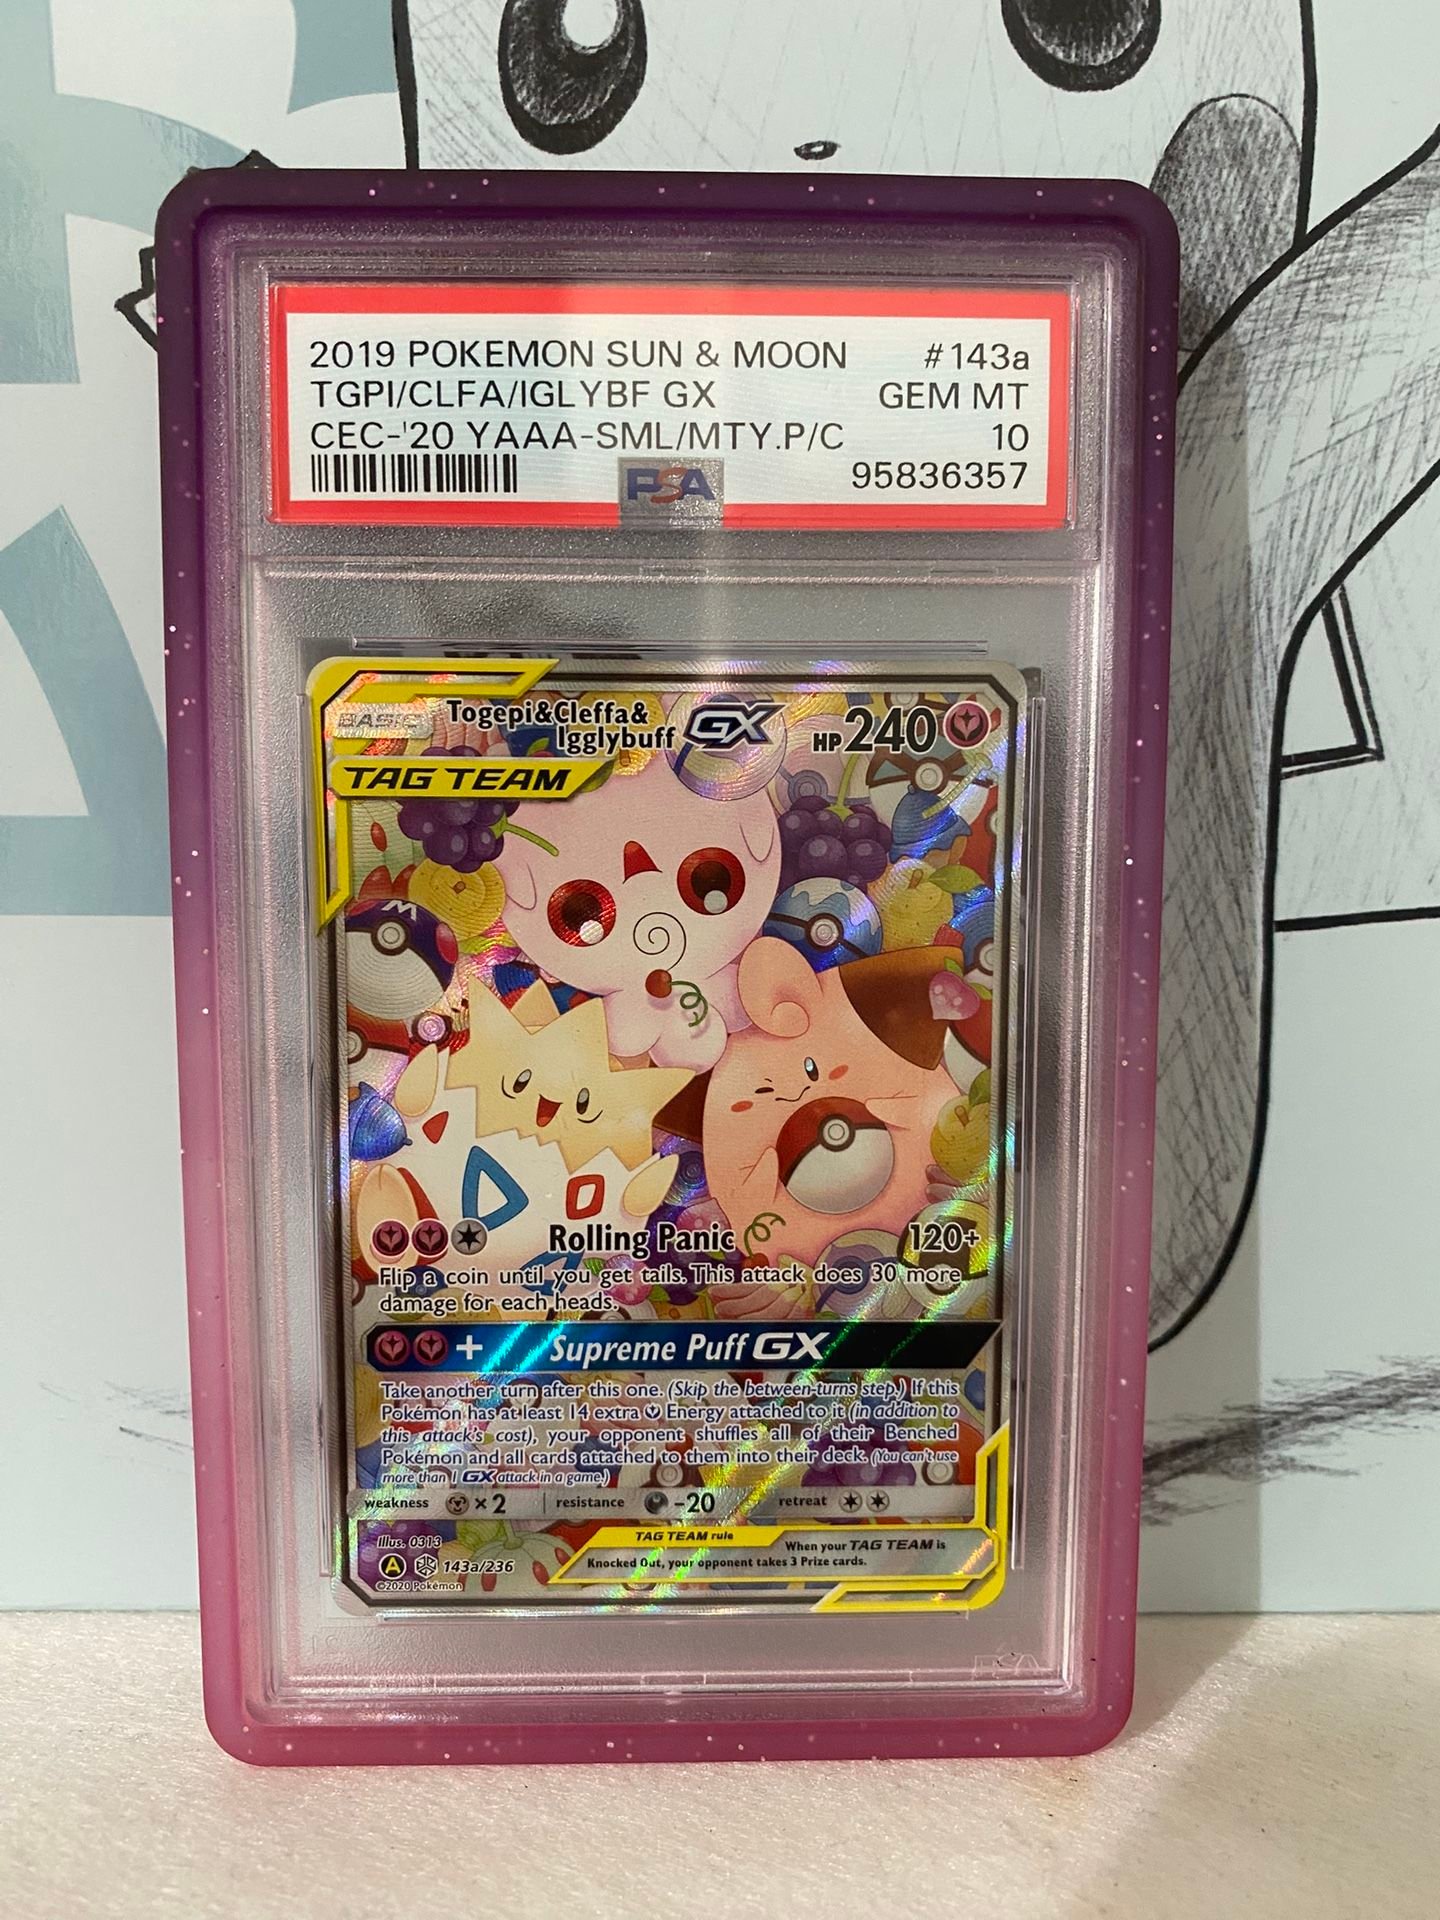 2019 POKEMON SUN & MOON #143a
TGPI/CLFA/IGLYBF GX GEM MT
CEC-'20 YAAA-SML/MTY.P/C 10
PSA 95836357
BASIC Togepi&Cleffa&
Igglybuff GX HP 240
TAG TEAM
Rolling Panic 120+
Flip a coin until you get tails. This attack does 30 more
damage for each heads.
+ Supreme Puff GX
Take another turn after this one. (Skip the between-turns step.) If this
Pokémon has at least 14 extra Energy attached to it (in addition to
this attack's cost), your opponent shuffles all of their Benched
Pokémon and all cards attached to them into their deck. (You can't use
more than 1 GX attack in a game.)
weakness ×2 resistance -20 retreat
Illus. 0313
A 143a/236
©2020 Pokémon
TAG TEAM rule
When your TAG TEAM is
Knocked Out, your opponent takes 3 Prize cards.
PSA